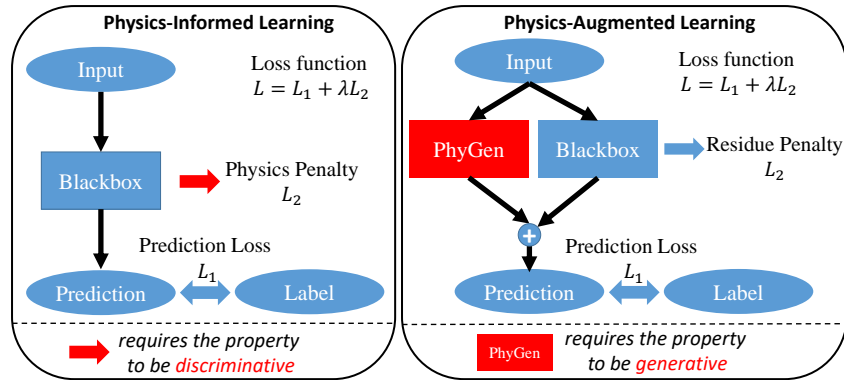 Physics-Informed Learning
Input
Loss function
L = L₁ + λL₂
Blackbox
Physics Penalty
L₂
Prediction Loss
L₁
Prediction
Label
requires the property
to be discriminative
Physics-Augmented Learning
Input
Loss function
L = L₁ + λL₂
PhyGen
Blackbox
Residue Penalty
L₂
+
Prediction Loss
L₁
Prediction
Label
PhyGen
requires the property
to be generative